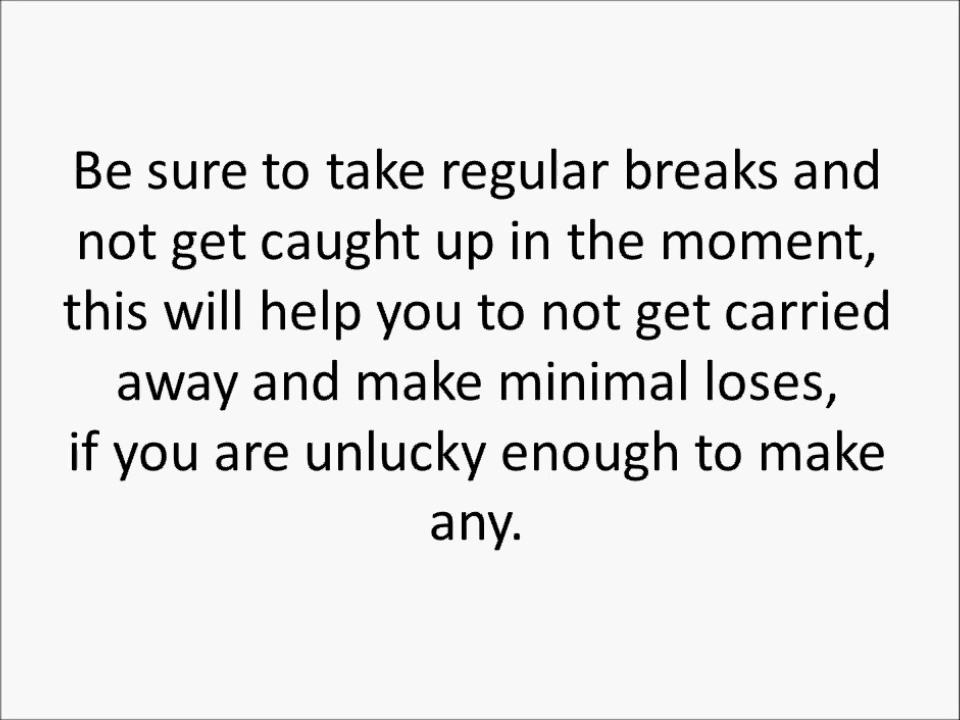 Be sure to take regular breaks and
not get caught up in the moment,
this will help you to not get carried
away and make minimal loses,
if you are unlucky enough to make
any.